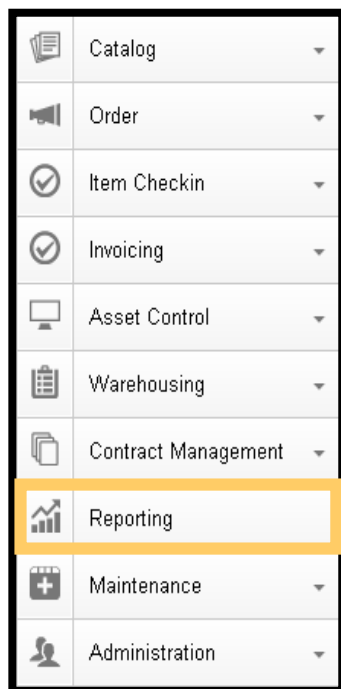 Catalog
Order
Item Checkin
Invoicing
Asset Control
Warehousing
Contract Management
Reporting
Maintenance
Administration